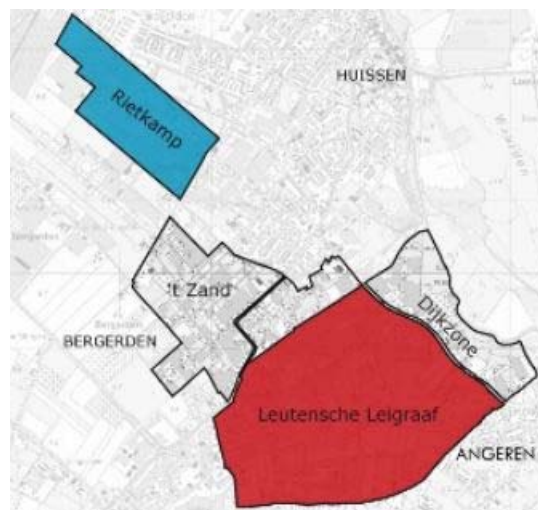 HUISSEN
Rietkamp
't Zand
Dijkzone
BERGERDEN
Leutensche Leigraaf
ANGEREN